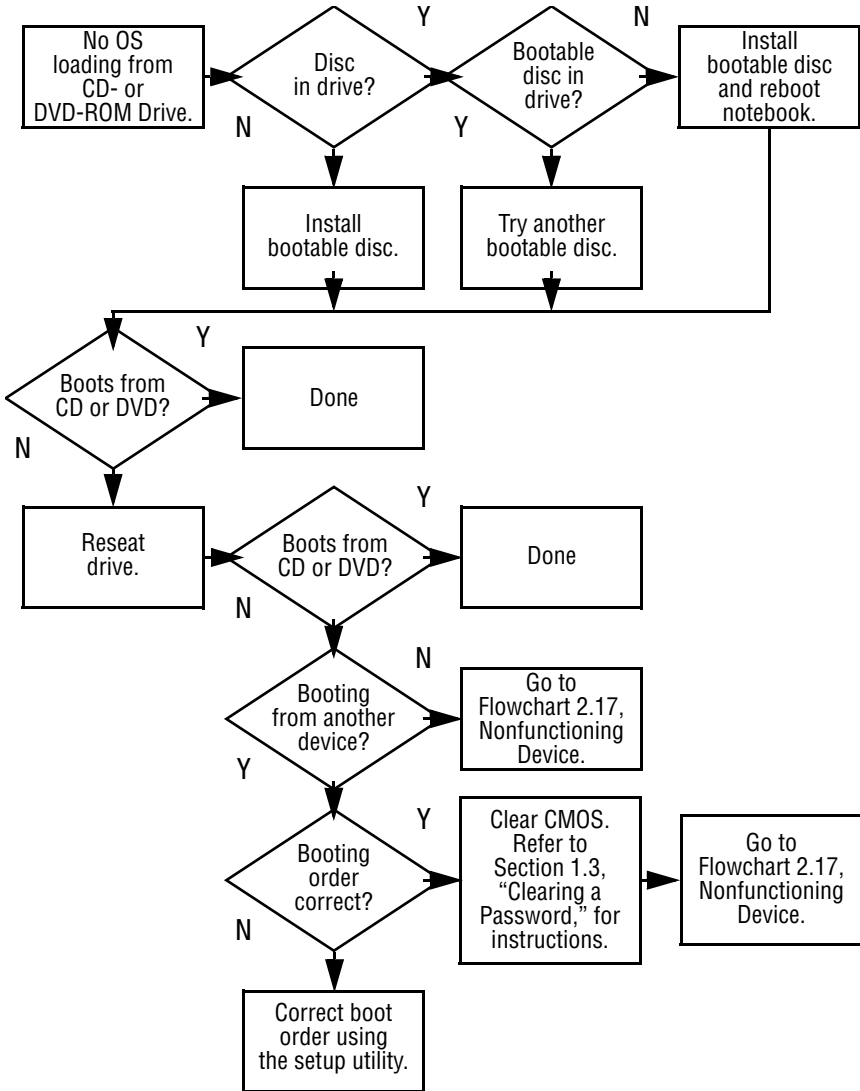 No OS
loading from
CD- or
DVD-ROM Drive.
Disc
in drive?
Y
N
Bootable
disc in
drive?
N
Y
Install
bootable disc
and reboot
notebook.
Install
bootable disc.
Try another
bootable disc.
Boots from
CD or DVD?
Y
N
Done
Reseat
drive.
Boots from
CD or DVD?
Y
N
Done
Booting
from another
device?
N
Y
Go to
Flowchart 2.17,
Nonfunctioning
Device.
Booting
order
correct?
Y
N
Clear CMOS.
Refer to
Section 1.3,
“Clearing a
Password,” for
instructions.
Go to
Flowchart 2.17,
Nonfunctioning
Device.
Correct boot
order using
the setup utility.